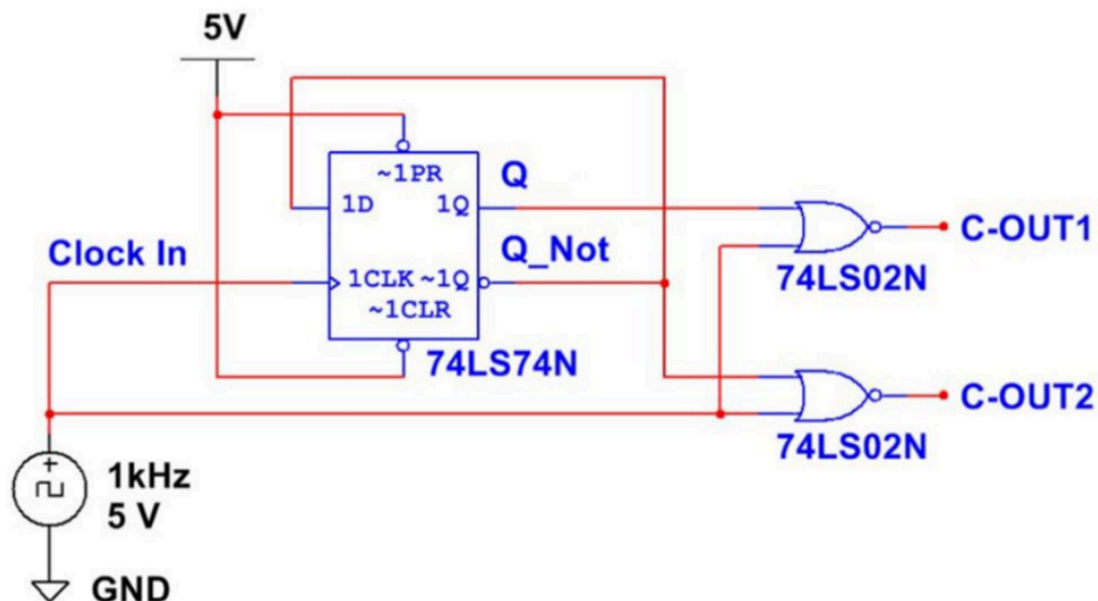 5V
~1PR
Q
1D 1Q
C-OUT1
Clock In
Q_Not
1CLK ~1Q
74LS02N
~1CLR
74LS74N
C-OUT2
74LS02N
1kHz
5 V
GND